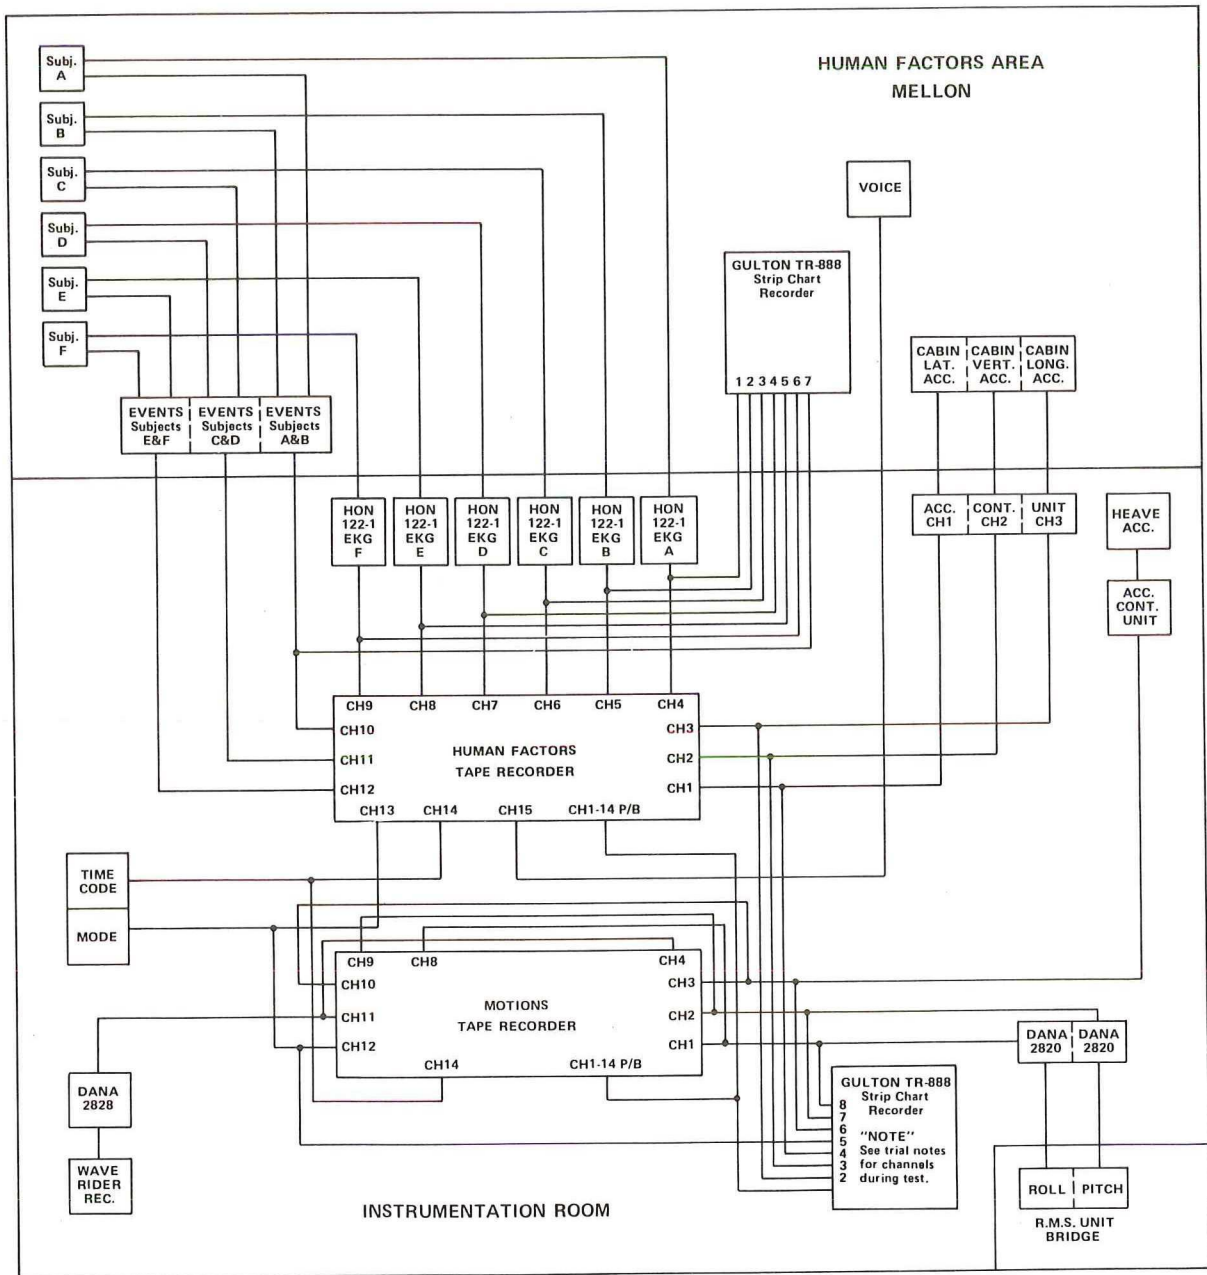 HUMAN FACTORS AREA
MELLON
Subj.
A
Subj.
B
Subj.
C
Subj.
D
Subj.
E
Subj.
F
VOICE
GULTON TR-888
Strip Chart
Recorder
1 2 3 4 5 6 7
CABIN
LAT.
ACC.
CABIN
VERT.
ACC.
CABIN
LONG.
ACC.
EVENTS
Subjects
E&F
EVENTS
Subjects
C&D
EVENTS
Subjects
A&B
HON
122-1
EKG
F
HON
122-1
EKG
E
HON
122-1
EKG
D
HON
122-1
EKG
C
HON
122-1
EKG
B
HON
122-1
EKG
A
ACC.
CH1
CONT.
CH2
UNIT
CH3
HEAVE
ACC.
ACC.
CONT.
UNIT
CH9 CH8 CH7 CH6 CH5 CH4
CH10
CH11
CH12
HUMAN FACTORS
TAPE RECORDER
CH3
CH2
CH1
CH13 CH14 CH15 CH1-14 P/B
TIME
CODE
MODE
CH9 CH8 CH4
CH10
CH11
CH12
MOTIONS
TAPE RECORDER
CH3
CH2
CH1
CH14 CH1-14 P/B
DANA
2820
DANA
2820
DANA
2828
WAVE
RIDER
REC.
GULTON TR-888
Strip Chart
Recorder
8
7
6
5
4
3
2
"NOTE"
See trial notes
for channels
during test.
ROLL PITCH
R.M.S. UNIT
BRIDGE
INSTRUMENTATION ROOM